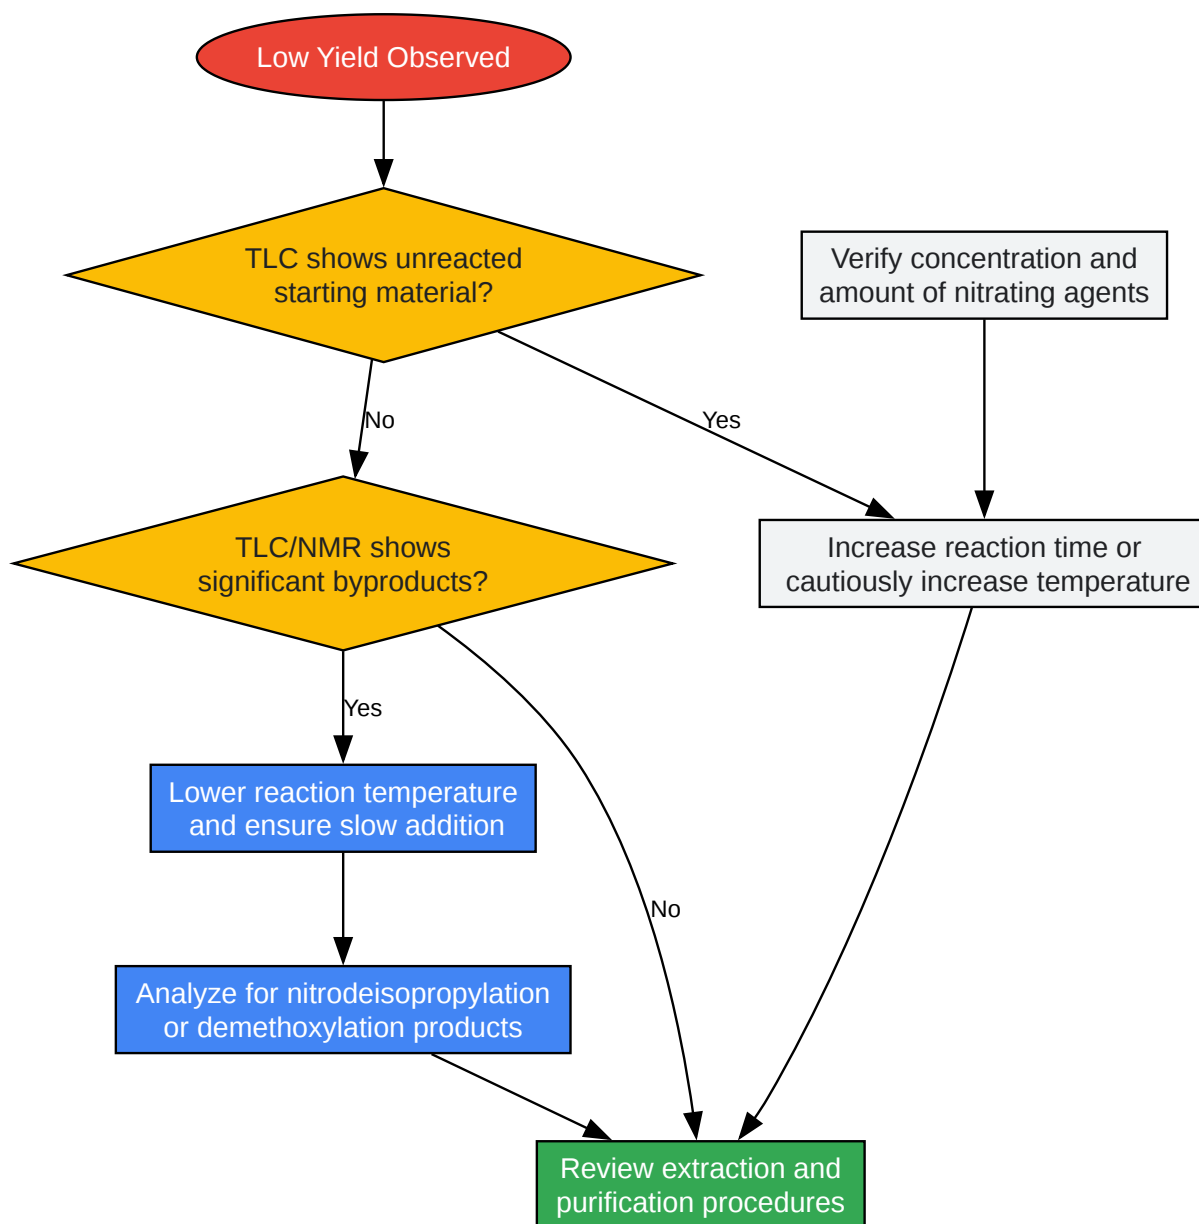 Low Yield Observed
TLC shows unreacted
starting material?
Verify concentration and
amount of nitrating agents
No
Yes
TLC/NMR shows
significant byproducts?
Increase reaction time or
cautiously increase temperature
Yes
Lower reaction temperature
and ensure slow addition
No
Analyze for nitrodeisopropylation
or demethoxylation products
Review extraction and
purification procedures